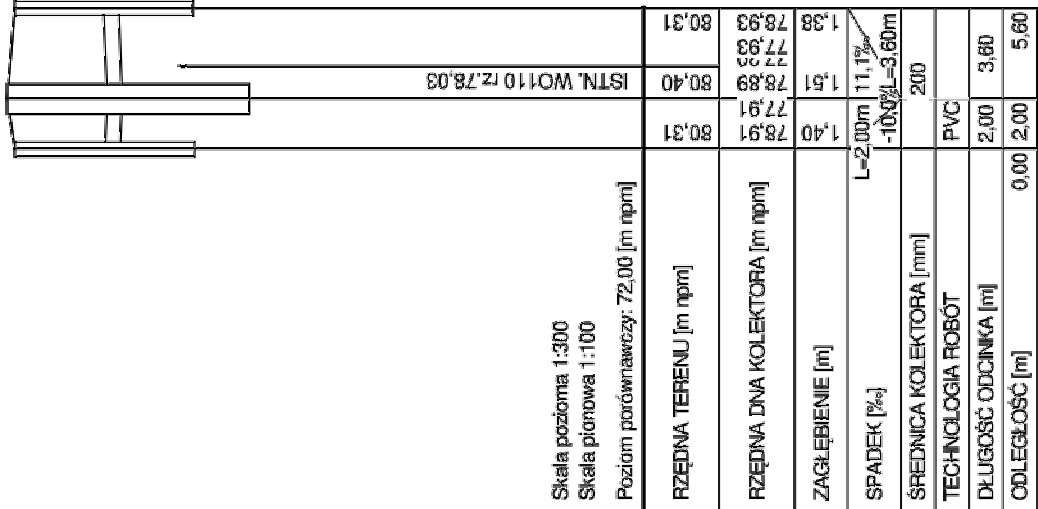 Skala pozioma 1:300
Skala pionowa 1:100
Poziom porównawczy: 72,00 [m npm]
ISTN. WO110 rz.78,03
RZĘDNA TERENU [m npm] 80,31 80,40 80,31
RZĘDNA DNA KOLEKTORA [m npm] 78,91 77,91 78,89 77,93 78,93
ZAGŁĘBIENIE [m] 1,40 1,51 1,38
SPADEK [‰] L=2,00m -10,0‰ 11,1‰ L=3,60m
ŚREDNICA KOLEKTORA [mm] 200
TECHNOLOGIA ROBÓT PVC
DŁUGOŚĆ ODCINKA [m] 2,00 3,60
ODLEGŁOŚĆ [m] 0,00 2,00 5,60